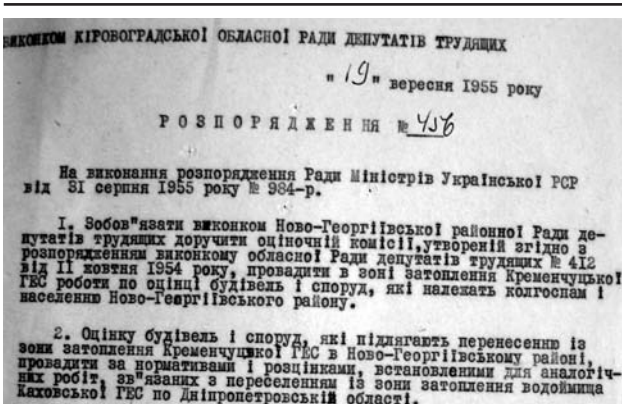 ВИКОНКОМ КІРОВОГРАДСЬКОЇ ОБЛАСНОЇ РАДИ ДЕПУТАТІВ ТРУДЯЩИХ
" 19 " вересня 1955 року
РОЗПОРЯДЖЕННЯ № 456
На виконання розпорядження Ради Міністрів Української РСР
від 31 серпня 1955 року № 984-р.
I. Зобов"язати виконком Ново-Георгіївської районної Ради де-
путатів трудящих доручити оціночній комісії,утвореній згідно з
розпорядженням виконкому обласної Ради депутатів трудящих № 412
від II жовтня 1954 року, провадити в зоні затоплення Кременчуцької
ГЕС роботи по оцінці будівель і споруд, які належать колгоспам і
населенню Ново-Георгіївського району.
2. Оцінку будівель і споруд, які підлягають перенесенню із
зони затоплення Кременчуцької ГЕС в Ново-Георгіївському районі,
провадити за нормативами і розцінками, встановленими для аналогіч-
них робіт, зв"язаних з переселенням із зони затоплення водоймища
Каховської ГЕС по Дніпропетровській області.